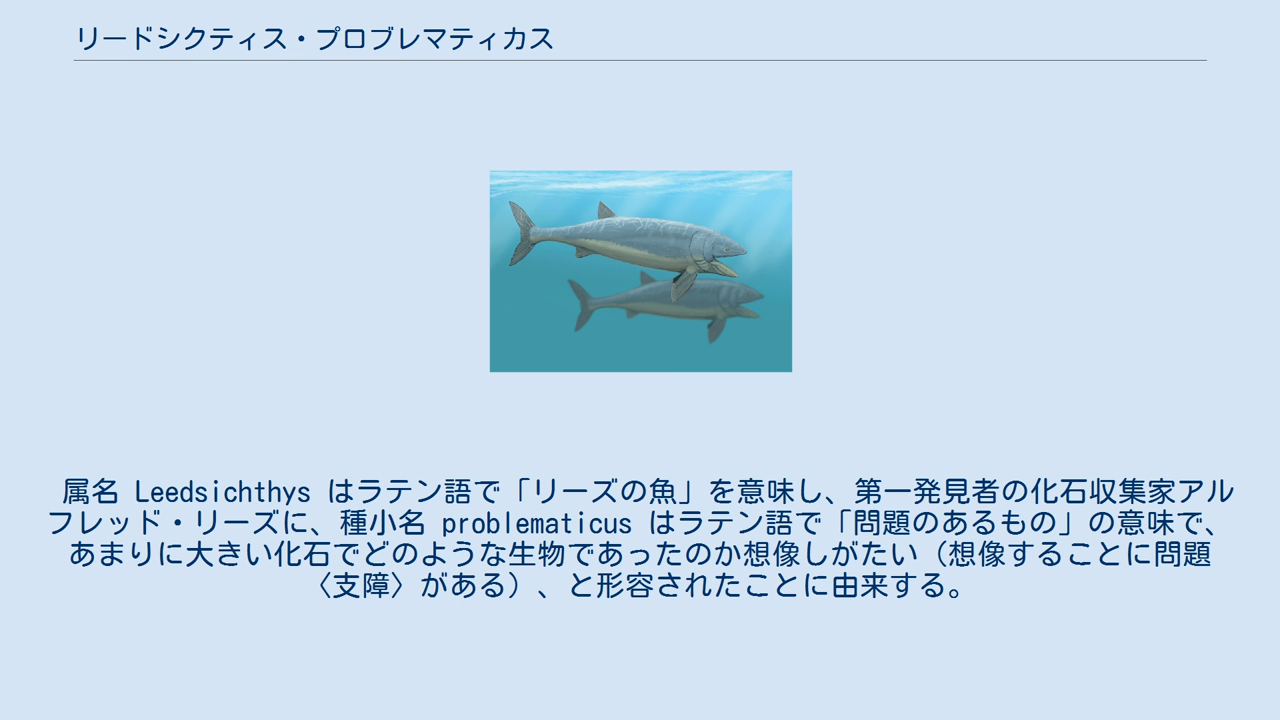 リードシクティス・プロブレマティカス
属名 Leedsichthys はラテン語で「リーズの魚」を意味し、第一発見者の化石収集家アル
フレッド・リーズに、種小名 problematicus はラテン語で「問題のあるもの」の意味で、
あまりに大きい化石でどのような生物であったのか想像しがたい（想像することに問題
〈支障〉がある）、と形容されたことに由来する。